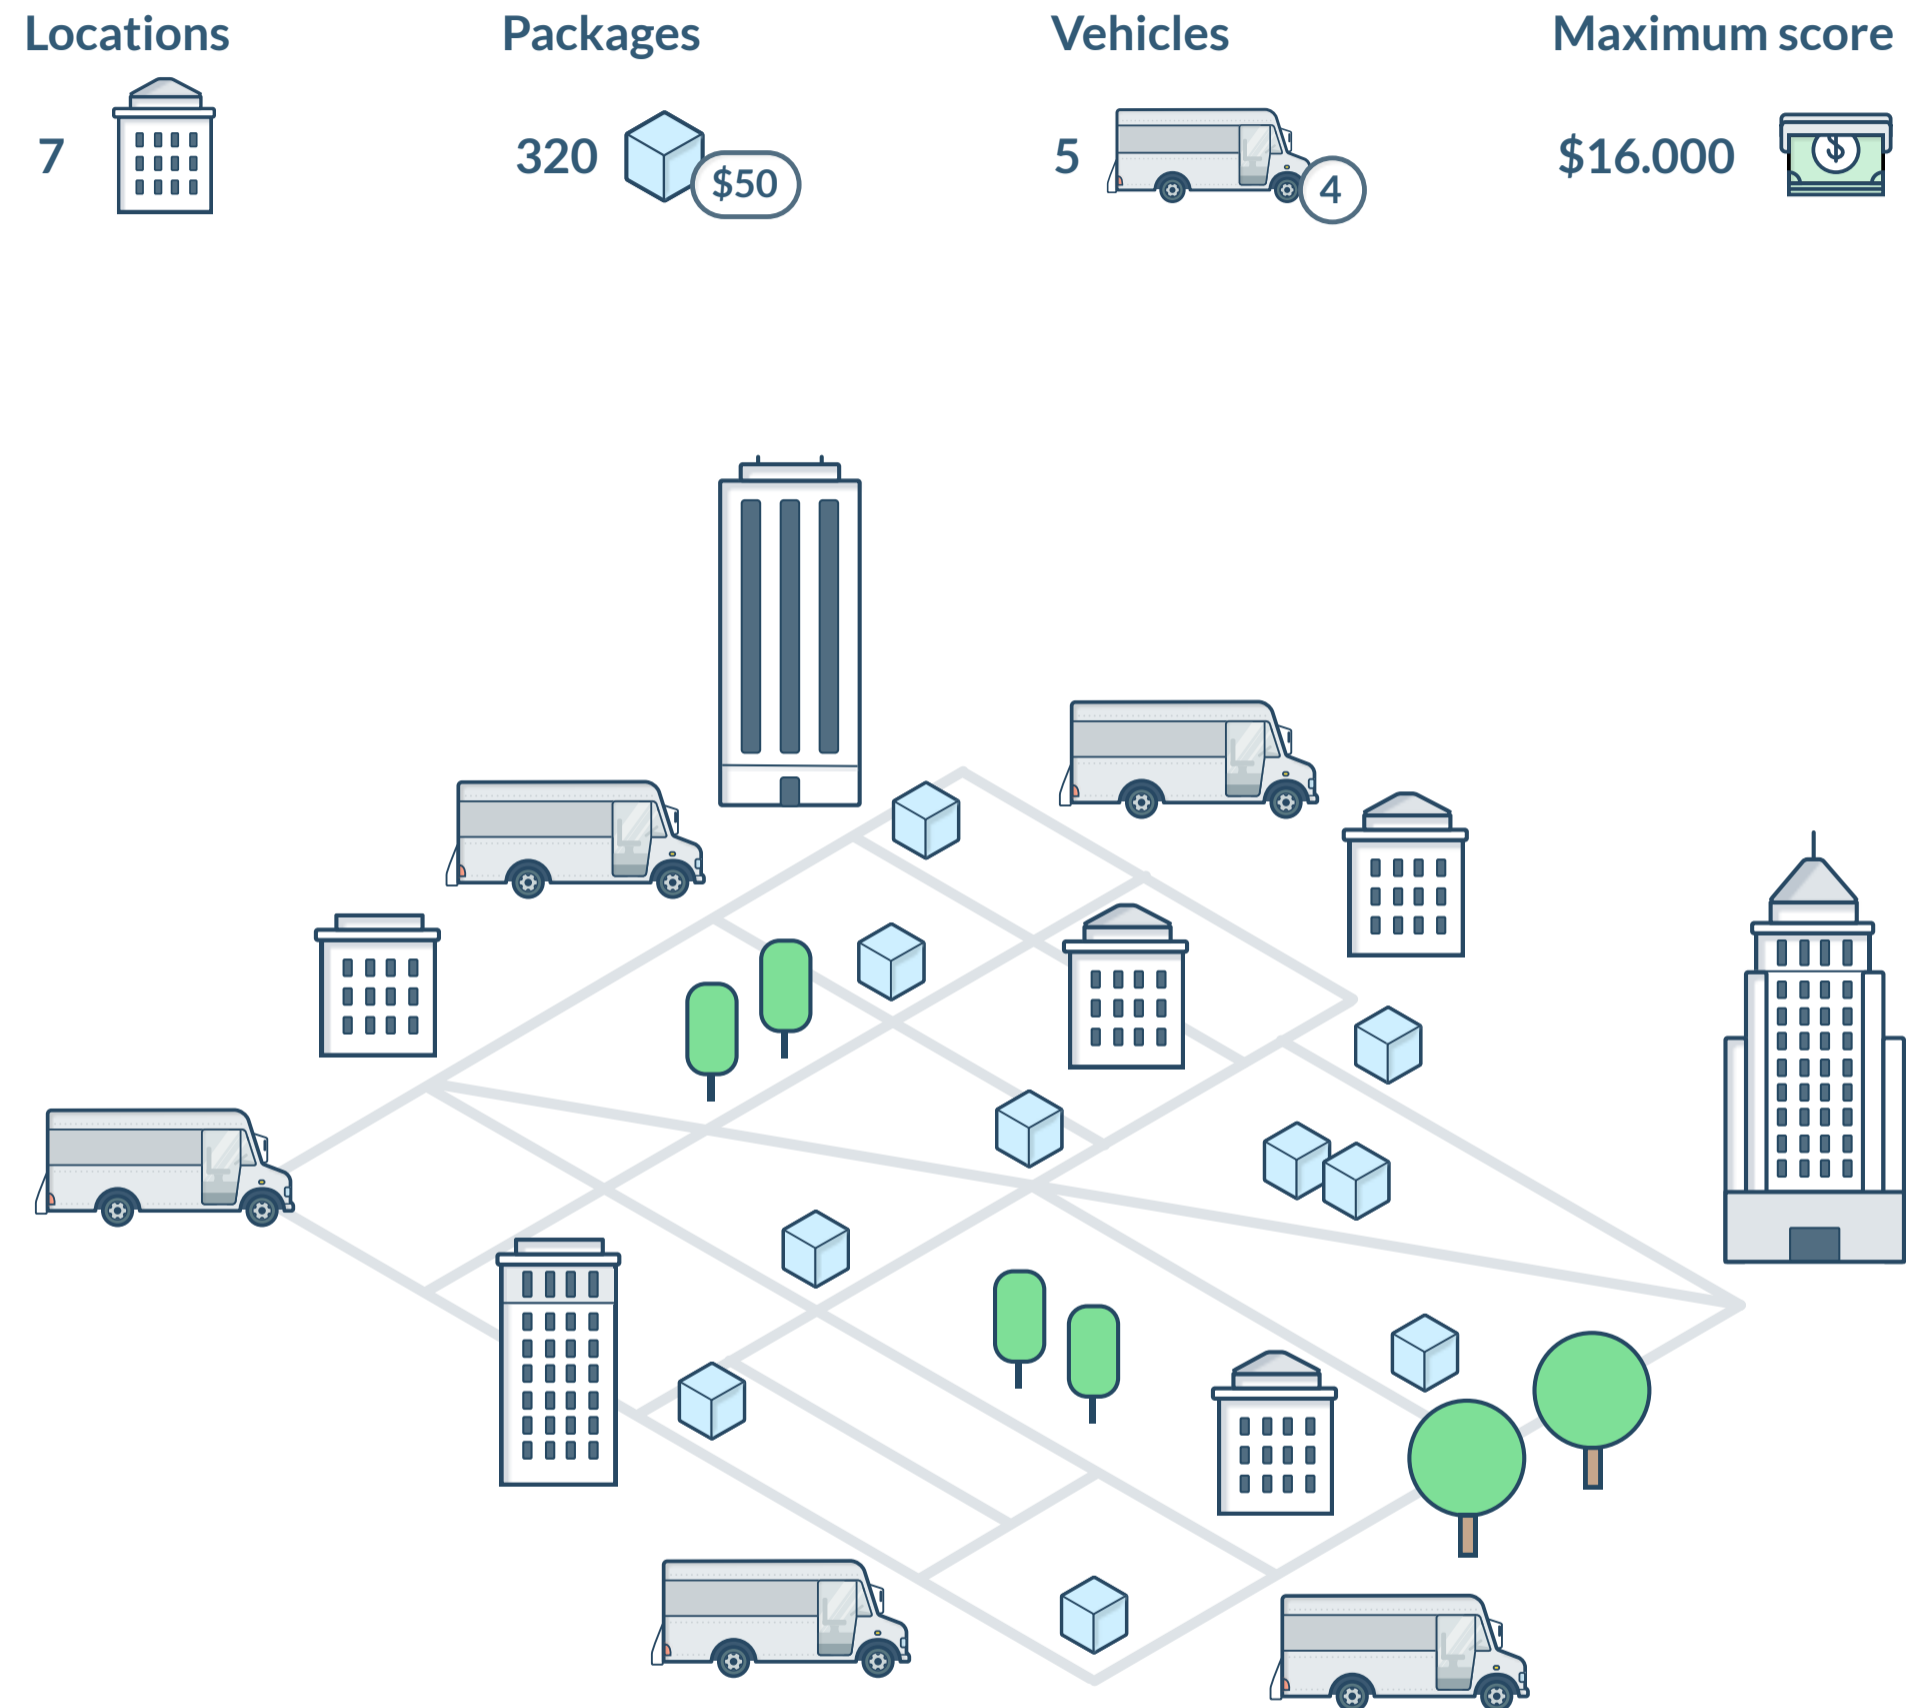 Locations
Packages
Vehicles
Maximum score
7
320
$50
5
4
$16.000
$